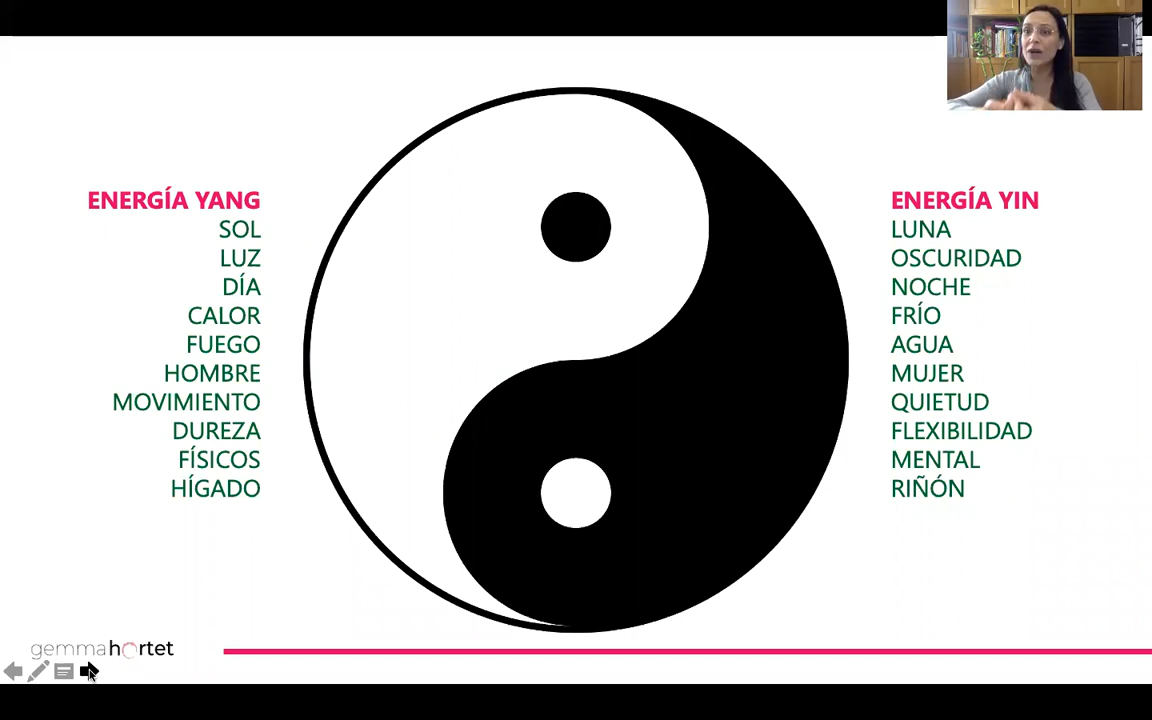 ENERGÍA YANG
SOL
LUZ
DÍA
CALOR
FUEGO
HOMBRE
MOVIMIENTO
DUREZA
FÍSICOS
HÍGADO
ENERGÍA YIN
LUNA
OSCURIDAD
NOCHE
FRÍO
AGUA
MUJER
QUIETUD
FLEXIBILIDAD
MENTAL
RIÑÓN
gemmahortet